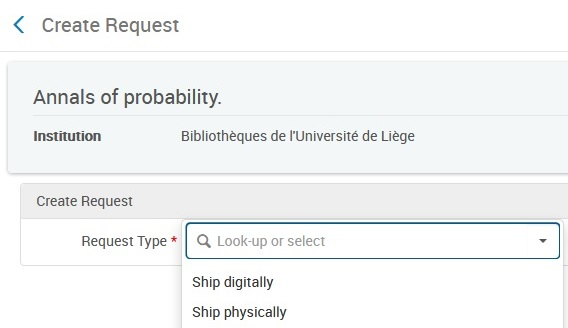 Create Request
Annals of probability.
Institution Bibliothèques de l'Université de Liège
Create Request
Request Type * Look-up or select
Ship digitally
Ship physically